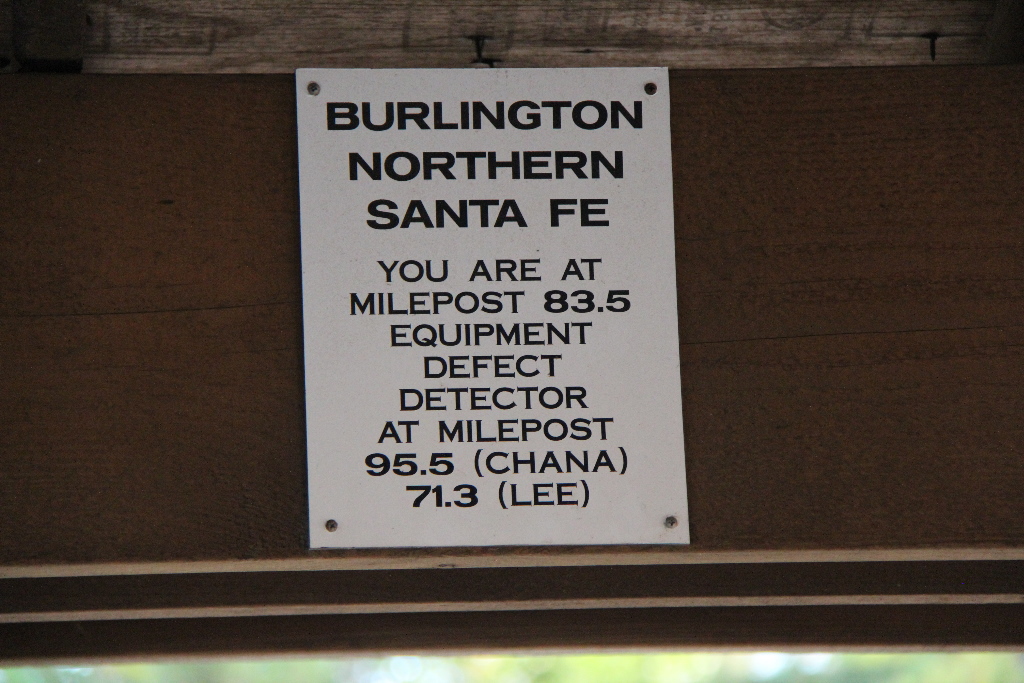 BURLINGTON
NORTHERN
SANTA FE
YOU ARE AT
MILEPOST 83.5
EQUIPMENT
DEFECT
DETECTOR
AT MILEPOST
95.5 (CHANA)
71.3 (LEE)